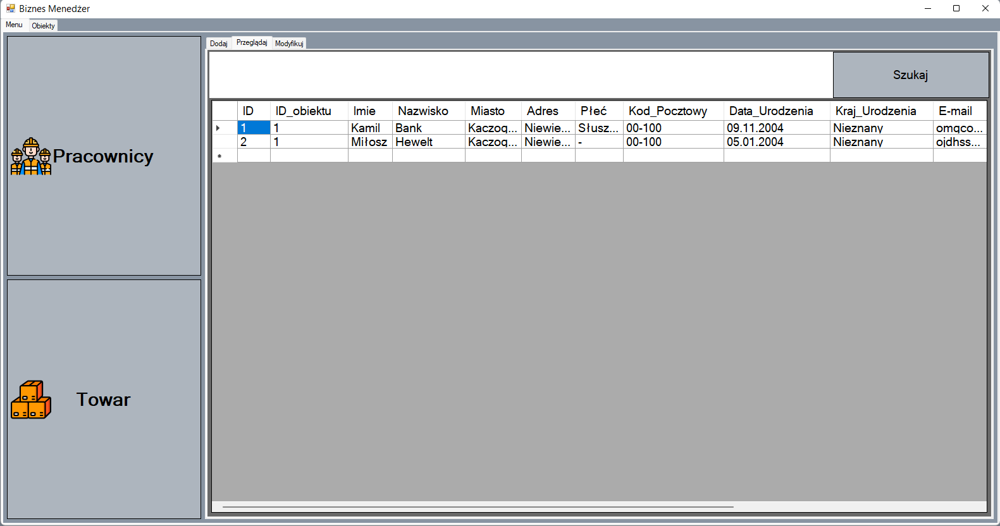 Biznes Menedżer
Menu Obiekty
Dodaj Przeglądaj Modyfikuj
Szukaj
ID ID_obiektu Imie Nazwisko Miasto Adres Płeć Kod_Pocztowy Data_Urodzenia Kraj_Urodzenia E-mail
1 1 Kamil Bank Kaczoq... Niewie... Słusz... 00-100 09.11.2004 Nieznany omqco...
2 1 Miłosz Hewelt Kaczoq... Niewie... - 00-100 05.01.2004 Nieznany ojdhss...
Pracownicy
Towar